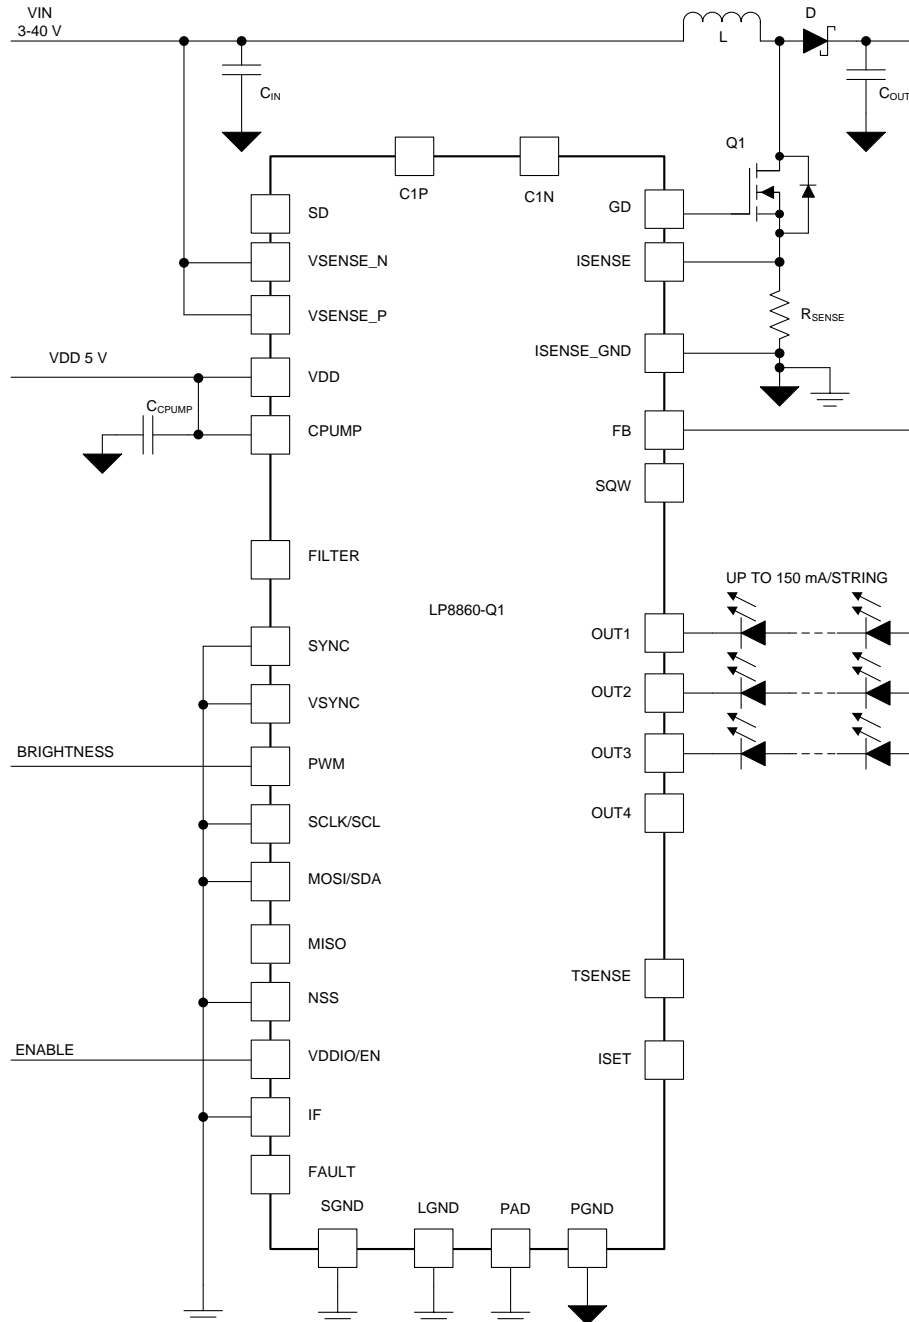 VIN
3-40 V
D
L
CIN
COUT
Q1
C1P
C1N
SD
GD
VSENSE_N
ISENSE
VSENSE_P
RSENSE
VDD 5 V
ISENSE_GND
VDD
CCPUMP
CPUMP
FB
SQW
FILTER
UP TO 150 mA/STRING
LP8860-Q1
OUT1
SYNC
OUT2
VSYNC
BRIGHTNESS
OUT3
PWM
OUT4
SCLK/SCL
MOSI/SDA
MISO
TSENSE
NSS
ENABLE
VDDIO/EN
ISET
IF
FAULT
SGND
LGND
PAD
PGND